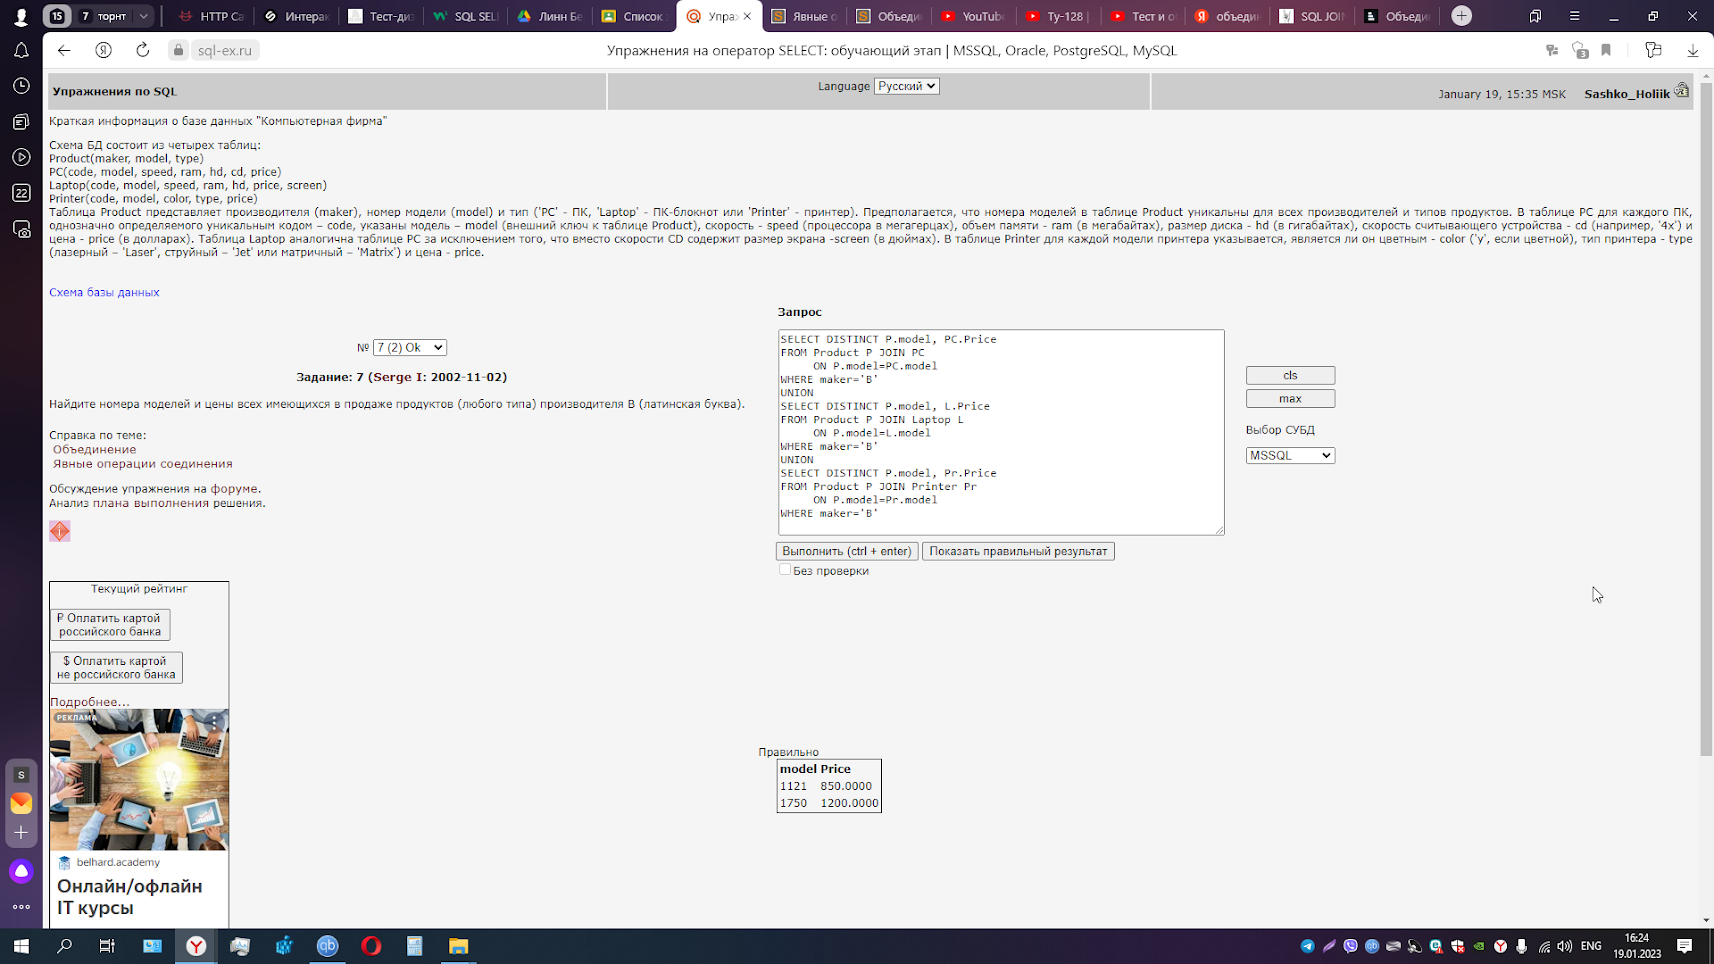 15
7 торнт
HTTP Ca
Интерак
Тест-диз
SQL SEL
Линн Бе
Список
Упраж
Явные о
Объеди
YouTube
Ту-128 |
Тест и о
объедин
SQL JOIN
Объеди
sql-ex.ru
Упражнения на оператор SELECT: обучающий этап | MSSQL, Oracle, PostgreSQL, MySQL
3
Упражнения по SQL
Language Русский
January 19, 15:35 MSK Sashko_Holiik
Краткая информация о базе данных "Компьютерная фирма"
Схема БД состоит из четырех таблиц:
Product(maker, model, type)
PC(code, model, speed, ram, hd, cd, price)
Laptop(code, model, speed, ram, hd, price, screen)
Printer(code, model, color, type, price)
Таблица Product представляет производителя (maker), номер модели (model) и тип ('PC' - ПК, 'Laptop' - ПК-блокнот или 'Printer' - принтер). Предполагается, что номера моделей в таблице Product уникальны для всех производителей и типов продуктов. В таблице PC для каждого ПК,
однозначно определяемого уникальным кодом – code, указаны модель – model (внешний ключ к таблице Product), скорость - speed (процессора в мегагерцах), объем памяти - ram (в мегабайтах), размер диска - hd (в гигабайтах), скорость считывающего устройства - cd (например, '4x') и
цена - price (в долларах). Таблица Laptop аналогична таблице PC за исключением того, что вместо скорости CD содержит размер экрана -screen (в дюймах). В таблице Printer для каждой модели принтера указывается, является ли он цветным - color ('y', если цветной), тип принтера - type
(лазерный – 'Laser', струйный – 'Jet' или матричный – 'Matrix') и цена - price.
Схема базы данных
№ 7 (2) Ok
Задание: 7 (Serge I: 2002-11-02)
Найдите номера моделей и цены всех имеющихся в продаже продуктов (любого типа) производителя B (латинская буква).
Справка по теме:
Объединение
Явные операции соединения
Обсуждение упражнения на форуме.
Анализ плана выполнения решения.
Запрос
SELECT DISTINCT P.model, PC.Price
FROM Product P JOIN PC
ON P.model=PC.model
WHERE maker='B'
UNION
SELECT DISTINCT P.model, L.Price
FROM Product P JOIN Laptop L
ON P.model=L.model
WHERE maker='B'
UNION
SELECT DISTINCT P.model, Pr.Price
FROM Product P JOIN Printer Pr
ON P.model=Pr.model
WHERE maker='B'
cls
max
Выбор СУБД
MSSQL
Выполнить (ctrl + enter)
Показать правильный результат
Без проверки
Текущий рейтинг
₽ Оплатить картой
российского банка
$ Оплатить картой
не российского банка
Подробнее...
РЕКЛАМА
belhard.academy
Онлайн/офлайн
IT курсы
Правильно
model Price
1121 850.0000
1750 1200.0000
22
S
qb
ENG
16:24
19.01.2023